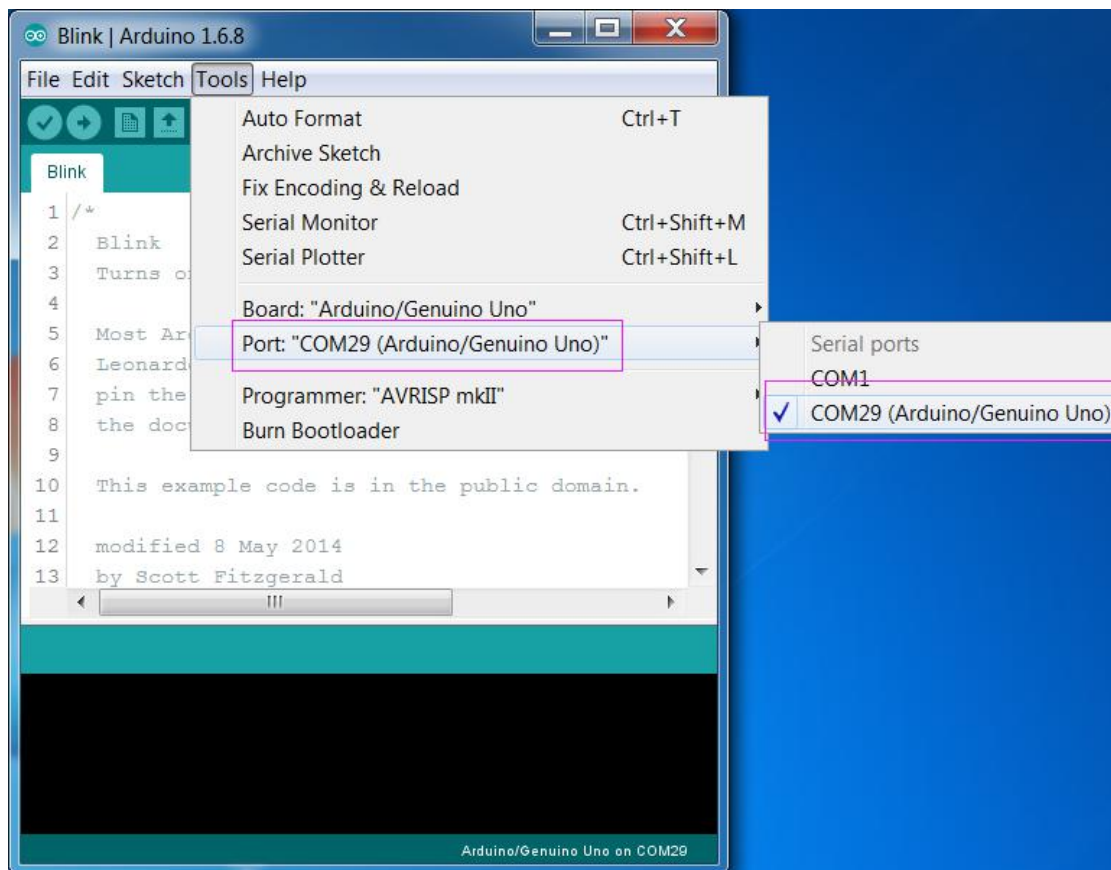 Blink | Arduino 1.6.8
File Edit Sketch Tools Help
Auto Format Ctrl+T
Archive Sketch
Fix Encoding & Reload
Serial Monitor Ctrl+Shift+M
Serial Plotter Ctrl+Shift+L
Board: "Arduino/Genuino Uno"
Port: "COM29 (Arduino/Genuino Uno)"
Programmer: "AVRISP mkII"
Burn Bootloader
Serial ports
COM1
COM29 (Arduino/Genuino Uno)
Blink
1 /*
2 Blink
3 Turns
4
5 Most
6
7 pin the
8 the
9
10 This example code is in the public domain.
11
12 modified 8 May 2014
13 by Scott Fitzgerald
Arduino/Genuino Uno on COM29